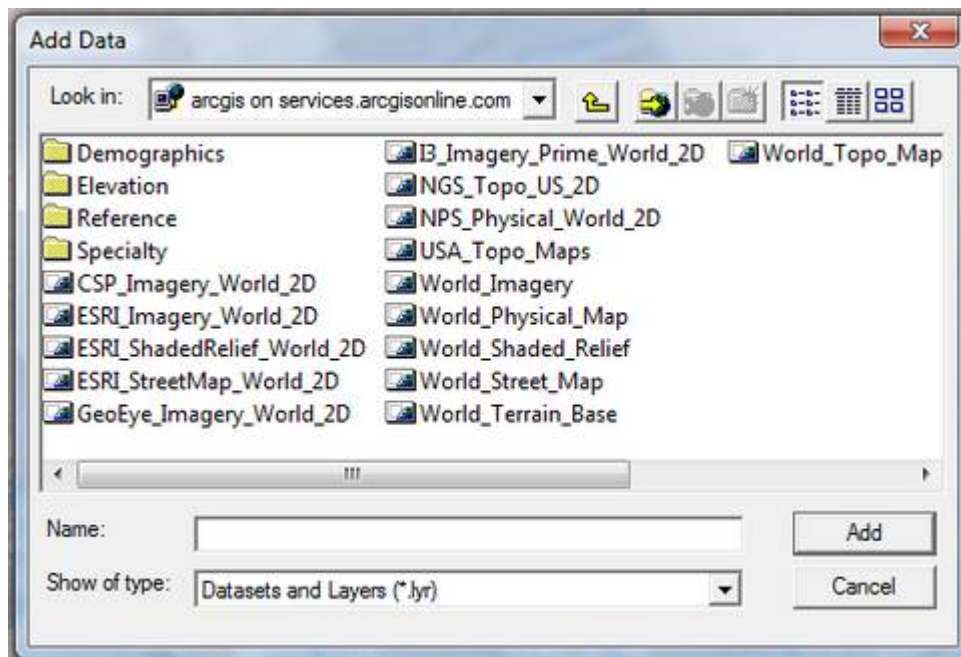 Add Data
Look in: arcgis on services.arcgisonline.com
Demographics
Elevation
Reference
Specialty
CSP_Imagery_World_2D
ESRI_Imagery_World_2D
ESRI_ShadedRelief_World_2D
ESRI_StreetMap_World_2D
GeoEye_Imagery_World_2D
I3_Imagery_Prime_World_2D
NGS_Topo_US_2D
NPS_Physical_World_2D
USA_Topo_Maps
World_Imagery
World_Physical_Map
World_Shaded_Relief
World_Street_Map
World_Terrain_Base
World_Topo_Map
Name:
Add
Show of type: Datasets and Layers (*.lyr)
Cancel